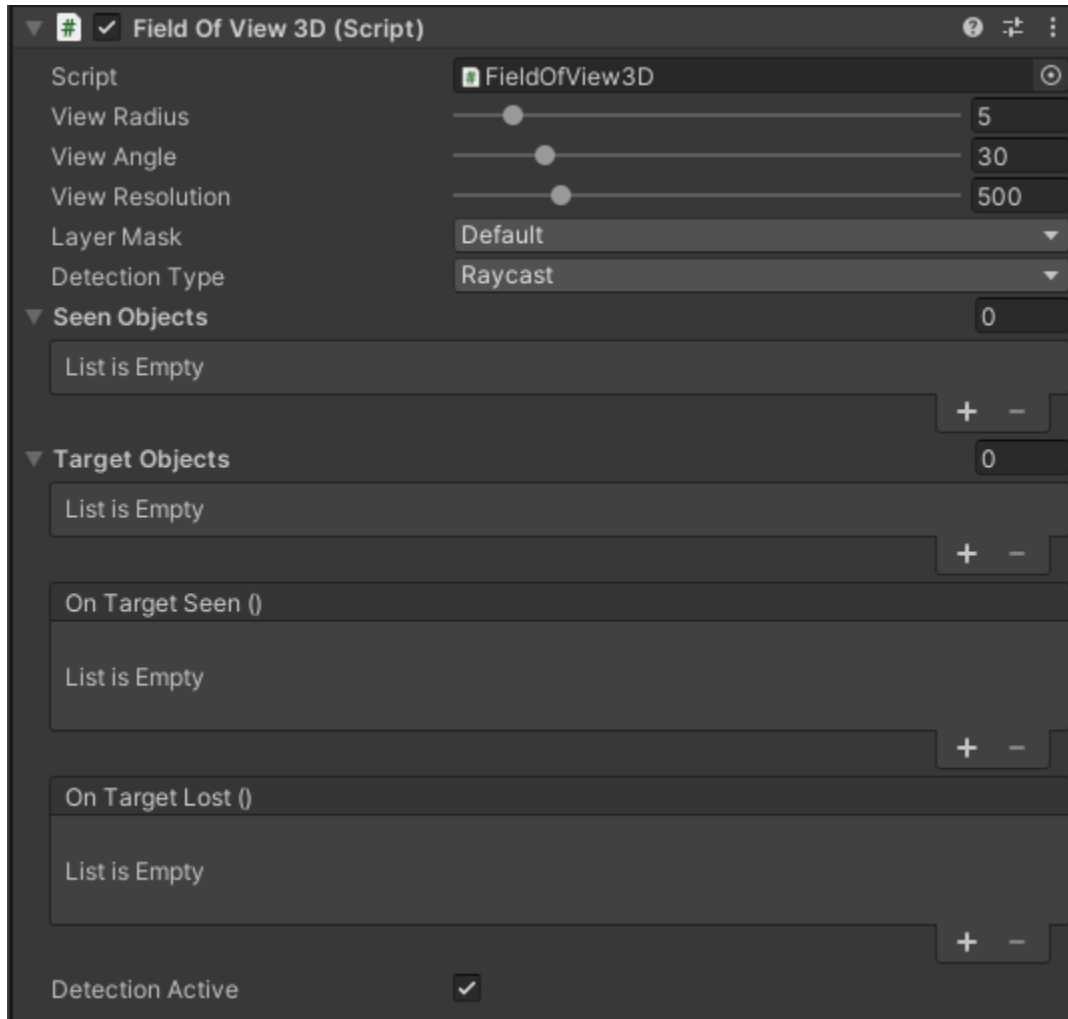 Field Of View 3D (Script)
Script FieldOfView3D
View Radius 5
View Angle 30
View Resolution 500
Layer Mask Default
Detection Type Raycast
Seen Objects 0
List is Empty
Target Objects 0
List is Empty
On Target Seen ()
List is Empty
On Target Lost ()
List is Empty
Detection Active